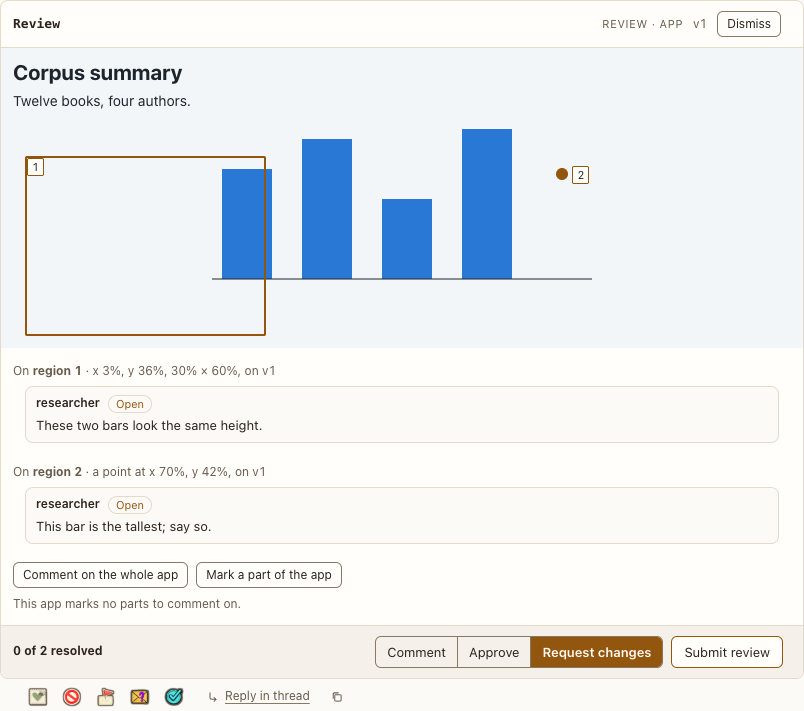 Review
REVIEW · APP v1 Dismiss
Corpus summary
Twelve books, four authors.
1
2
On region 1 · x 3%, y 36%, 30% × 60%, on v1
researcher Open
These two bars look the same height.
On region 2 · a point at x 70%, y 42%, on v1
researcher Open
This bar is the tallest; say so.
Comment on the whole app Mark a part of the app
This app marks no parts to comment on.
0 of 2 resolved Comment Approve Request changes Submit review
Reply in thread